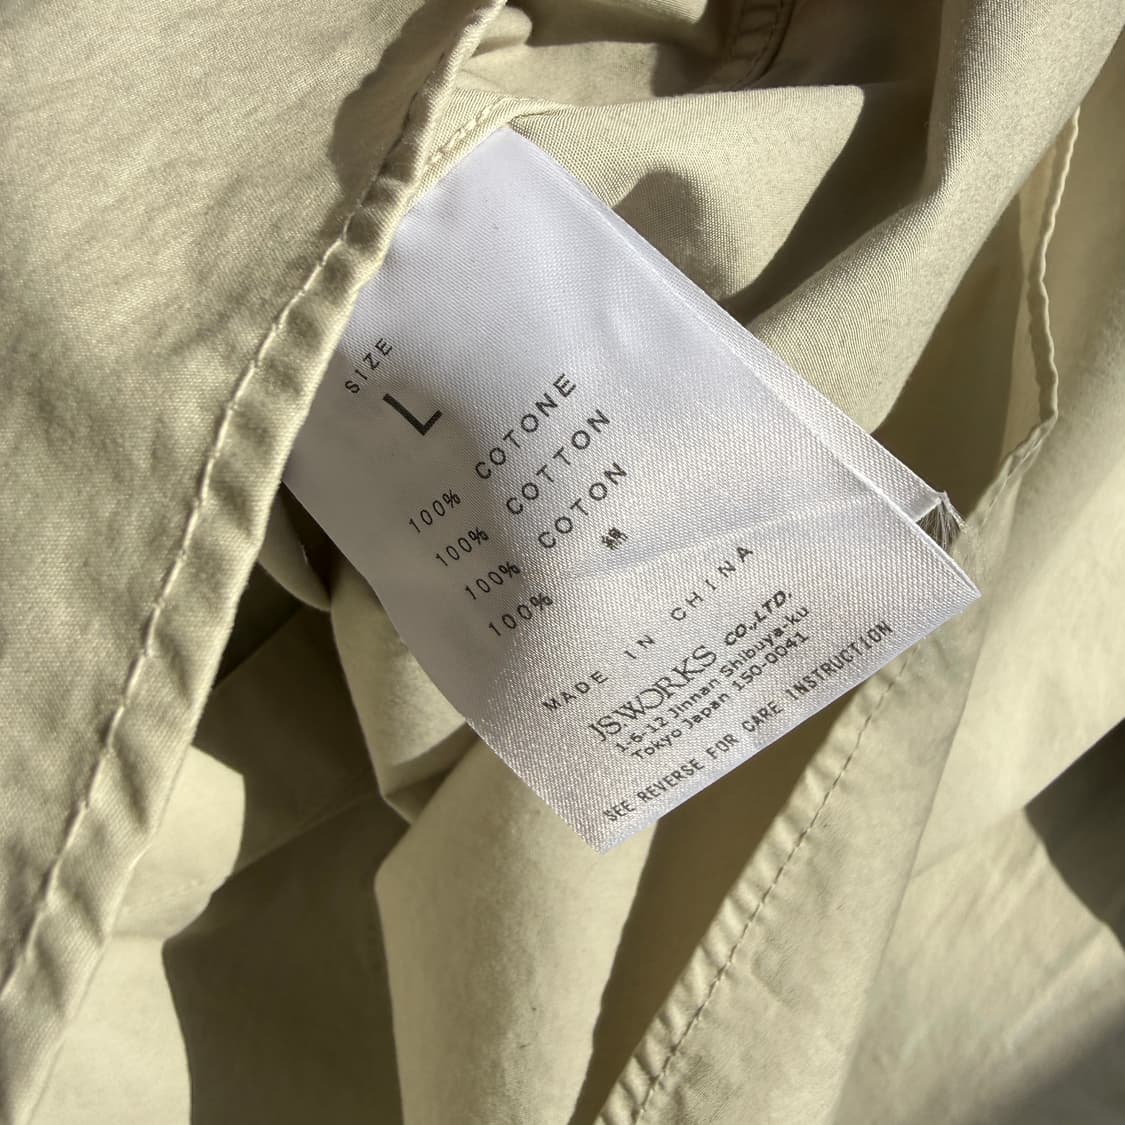 SIZE
L
100% COTONE
100% COTTON
100% COTON
100% 綿
MADE IN CHINA
JS.WORKS CO.,LTD.
1-6-12 Jinnan Shibuya-ku
Tokyo Japan 150-0041
SEE REVERSE FOR CARE INSTRUCTION